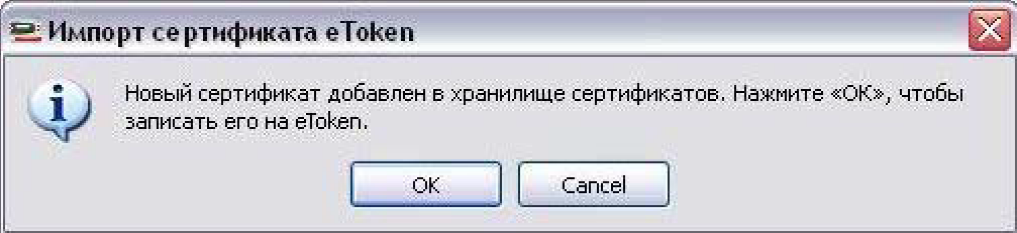 Импорт сертификата eToken
Новый сертификат добавлен в хранилище сертификатов. Нажмите «ОК», чтобы
записать его на eToken.
OK
Cancel